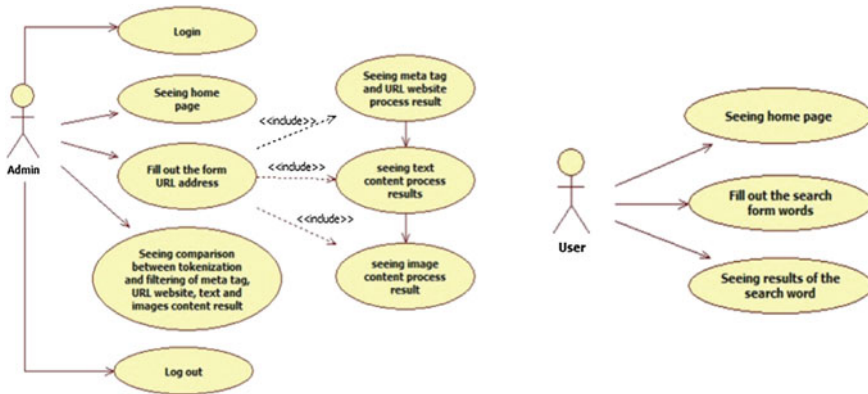 Login
Seeing home
page
Admin
Fill out the form
URL address
Seeing comparison
between tokenization
and filtering of meta tag,
URL website, text and
images content result
Log out
<<include>>
<<include>>
<<include>>
Seeing meta tag
and URL website
process result
seeing text
content process
results
seeing image
content process
result
User
Seeing home page
Fill out the search
form words
Seeing results of the
search word